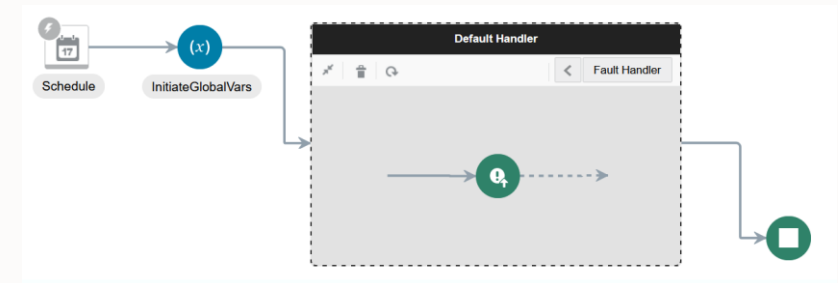 Default Handler
17
(x)
Fault Handler
Schedule
InitiateGlobalVars